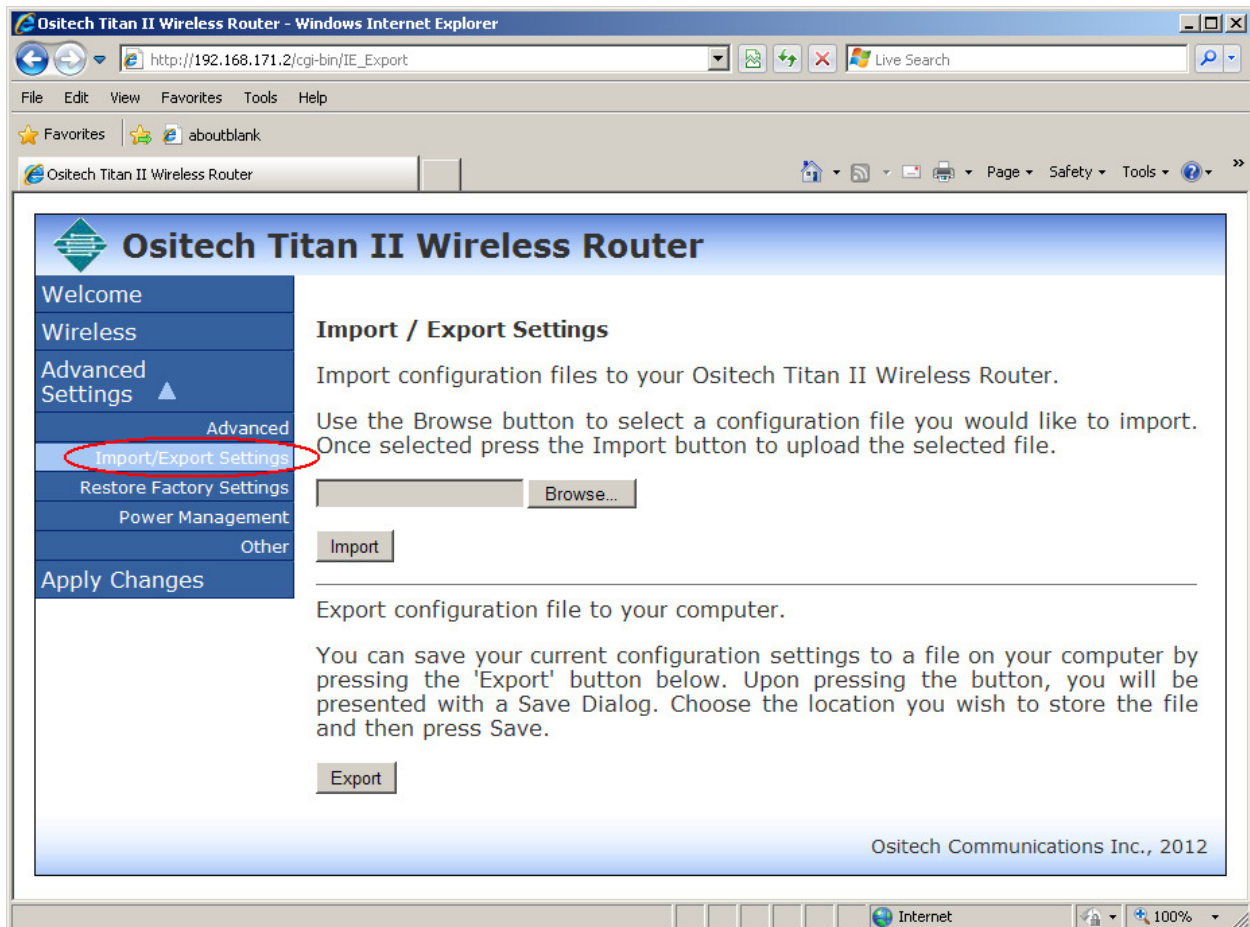 Ositech Titan II Wireless Router - Windows Internet Explorer
http://192.168.171.2/cgi-bin/IE_Export
Live Search
File Edit View Favorites Tools Help
Favorites aboutblank
Ositech Titan II Wireless Router
Page Safety Tools »
Ositech Titan II Wireless Router
Welcome
Wireless
Advanced
Settings
Advanced
Import/Export Settings
Restore Factory Settings
Power Management
Other
Apply Changes
Import / Export Settings
Import configuration files to your Ositech Titan II Wireless Router.
Use the Browse button to select a configuration file you would like to import.
Once selected press the Import button to upload the selected file.
Browse...
Import
Export configuration file to your computer.
You can save your current configuration settings to a file on your computer by
pressing the 'Export' button below. Upon pressing the button, you will be
presented with a Save Dialog. Choose the location you wish to store the file
and then press Save.
Export
Ositech Communications Inc., 2012
Internet
100%